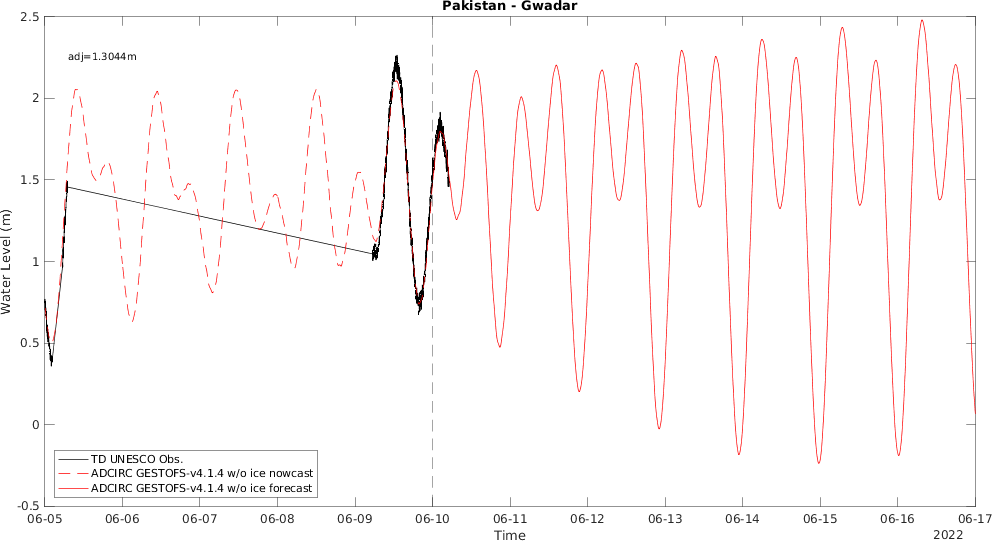 Pakistan - Gwadar
adj=1.3044m
Water Level (m)
2.5
2
1.5
1
0.5
0
-0.5
TD UNESCO Obs.
ADCIRC GESTOFS-v4.1.4 w/o ice nowcast
ADCIRC GESTOFS-v4.1.4 w/o ice forecast
06-05 06-06 06-07 06-08 06-09 06-10 06-11 06-12 06-13 06-14 06-15 06-16 06-17
Time
2022